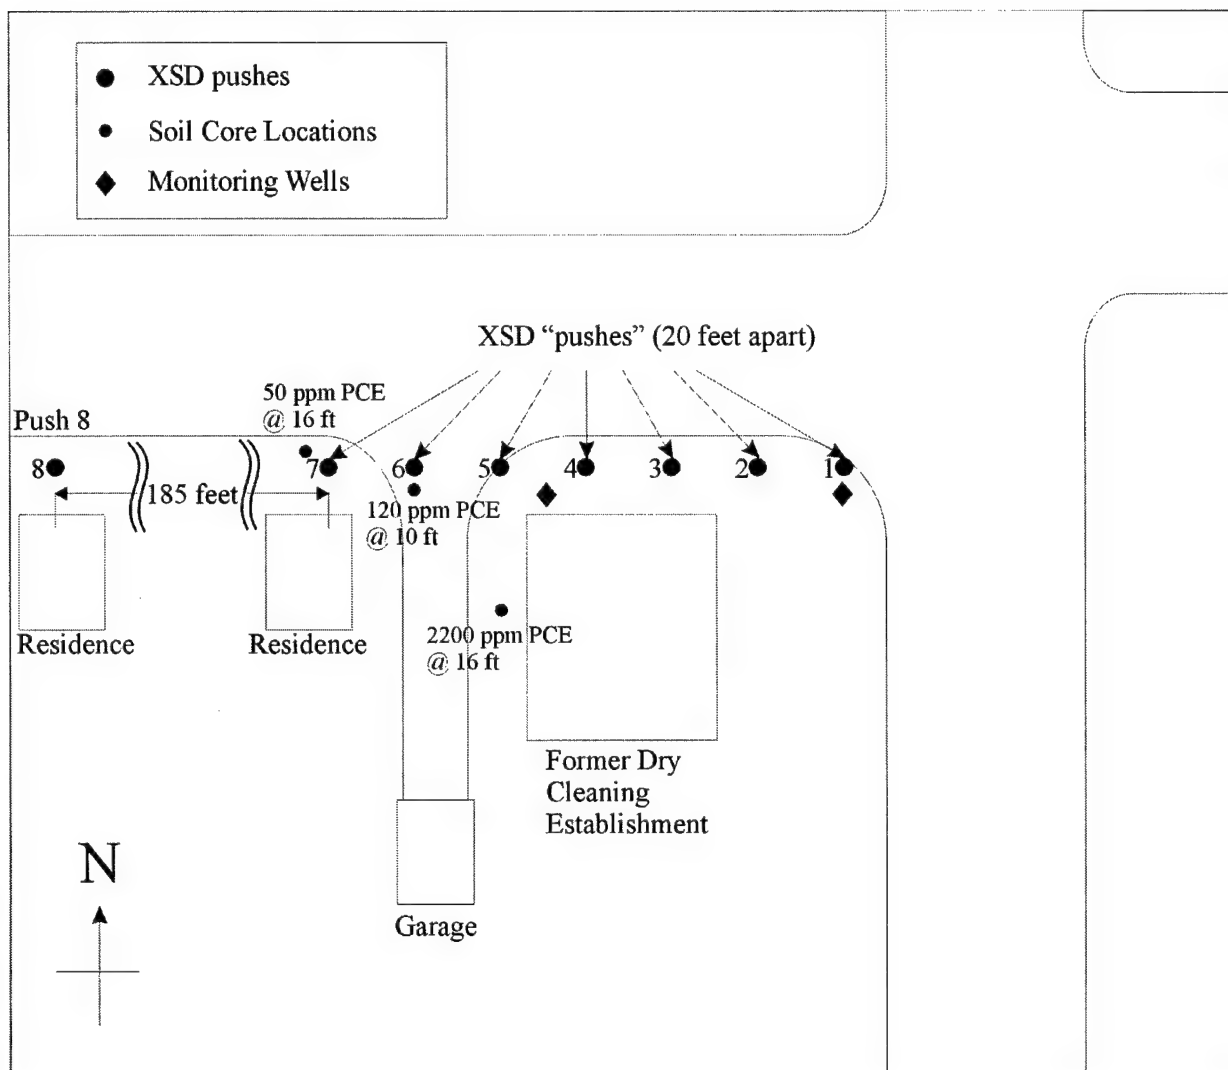 XSD pushes
Soil Core Locations
Monitoring Wells
XSD “pushes” (20 feet apart)
50 ppm PCE
@ 16 ft
Push 8
8
7
6
5
4
3
2
1
185 feet
120 ppm PCE
@ 10 ft
2200 ppm PCE
@ 16 ft
Residence
Residence
Former Dry
Cleaning
Establishment
N
Garage